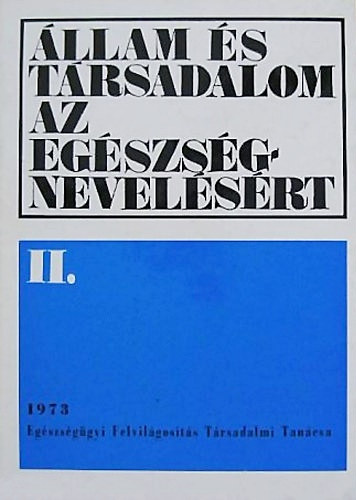 ÁLLAM ÉS
TÁRSADALOM
AZ
EGÉSZSÉG-
NEVELÉSÉRT
II.
1973
Egészségügyi Felvilágosítás Társadalmi Tanácsa